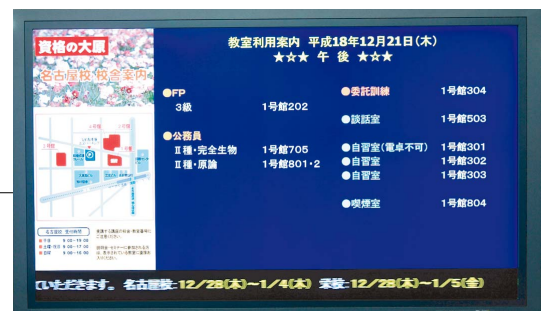 資格の大原
名古屋校 校舎案内
教室利用案内 平成18年12月21日(木)
★☆★ 午 後 ★☆★
●FP
3級 1号館202
●公務員
Ⅱ種・完全生物 1号館705
Ⅱ種・原論 1号館801・2
●委託訓練 1号館304
●談話室 1号館503
●自習室(電卓不可) 1号館301
●自習室 1号館302
●自習室 1号館303
●喫煙室 1号館804
ていただきます。 名古屋校:12/28(木)~1/4(木) 栄校:12/28(木)~1/5(金)